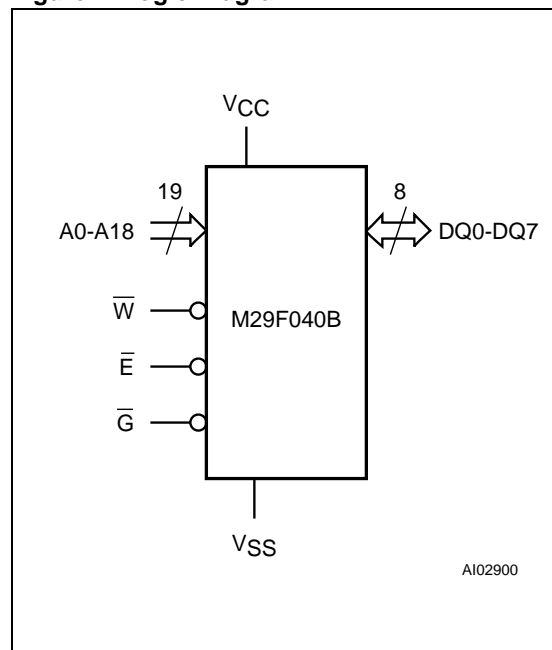 VCC
19
8
A0-A18
DQ0-DQ7
W̅
M29F040B
E̅
G̅
VSS
AI02900